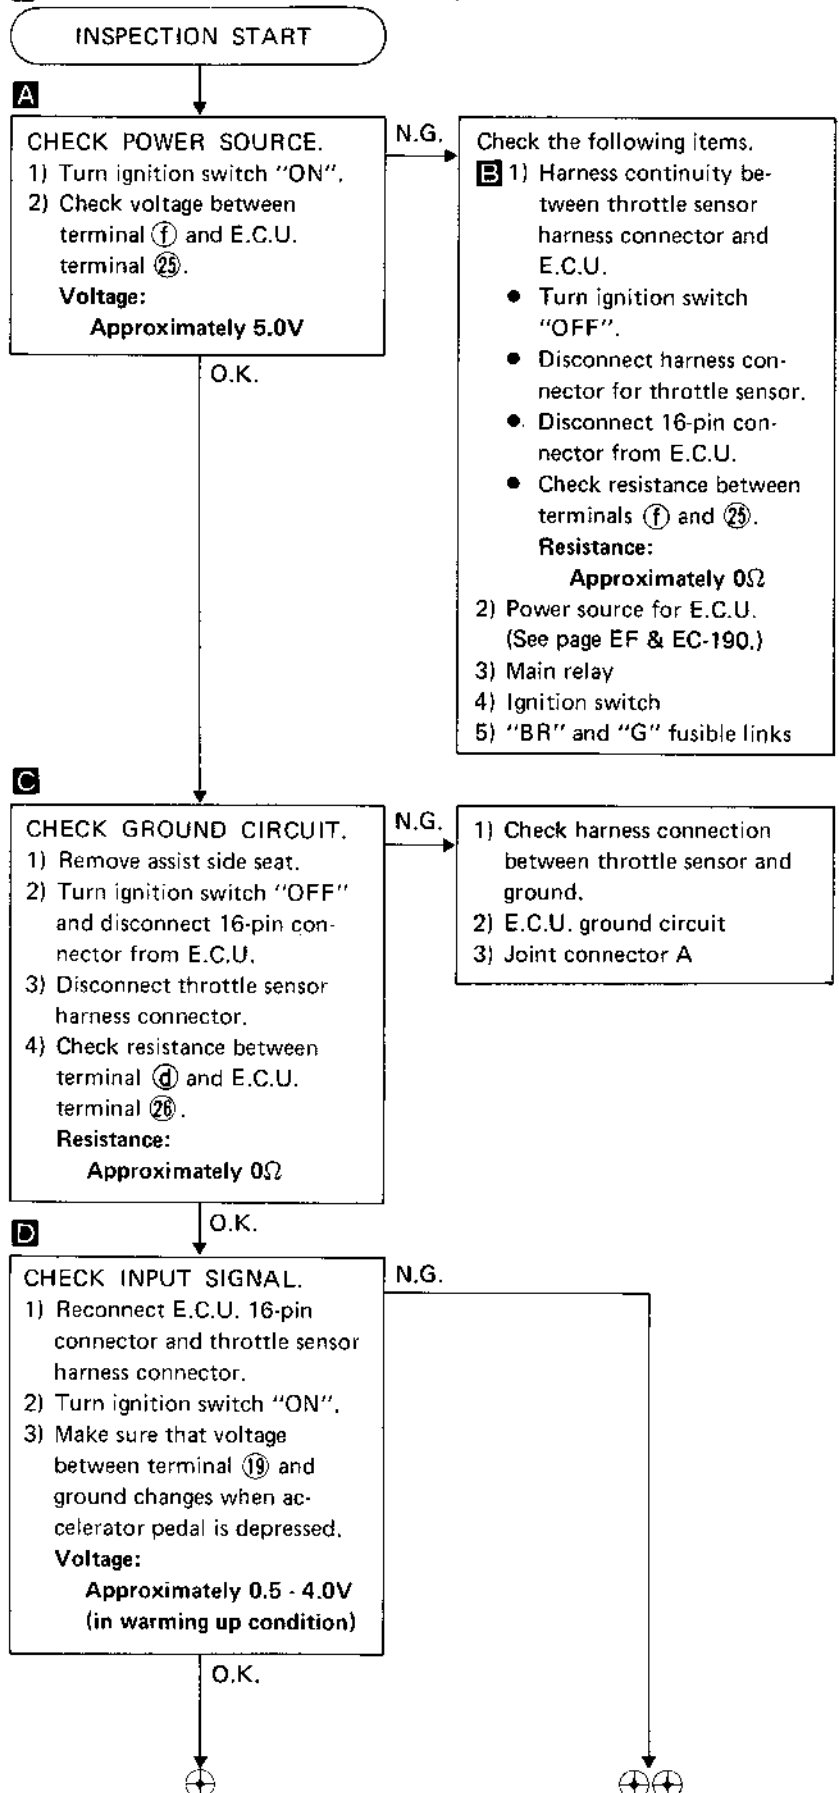 INSPECTION START
A
CHECK POWER SOURCE.
1) Turn ignition switch "ON".
2) Check voltage between
terminal ⓕ and E.C.U.
terminal ㉕.
Voltage:
Approximately 5.0V
N.G.
Check the following items.
B 1) Harness continuity be-
tween throttle sensor
harness connector and
E.C.U.
● Turn ignition switch
"OFF".
● Disconnect harness con-
nector for throttle sensor.
● Disconnect 16-pin con-
nector from E.C.U.
● Check resistance between
terminals ⓕ and ㉕.
Resistance:
Approximately 0Ω
2) Power source for E.C.U.
(See page EF & EC-190.)
3) Main relay
4) Ignition switch
5) "BR" and "G" fusible links
O.K.
C
CHECK GROUND CIRCUIT.
1) Remove assist side seat.
2) Turn ignition switch "OFF"
and disconnect 16-pin con-
nector from E.C.U.
3) Disconnect throttle sensor
harness connector.
4) Check resistance between
terminal ⓓ and E.C.U.
terminal ㉖.
Resistance:
Approximately 0Ω
N.G.
1) Check harness connection
between throttle sensor and
ground.
2) E.C.U. ground circuit
3) Joint connector A
O.K.
D
CHECK INPUT SIGNAL.
1) Reconnect E.C.U. 16-pin
connector and throttle sensor
harness connector.
2) Turn ignition switch "ON".
3) Make sure that voltage
between terminal ⑲ and
ground changes when ac-
celerator pedal is depressed.
Voltage:
Approximately 0.5 - 4.0V
(in warming up condition)
N.G.
O.K.